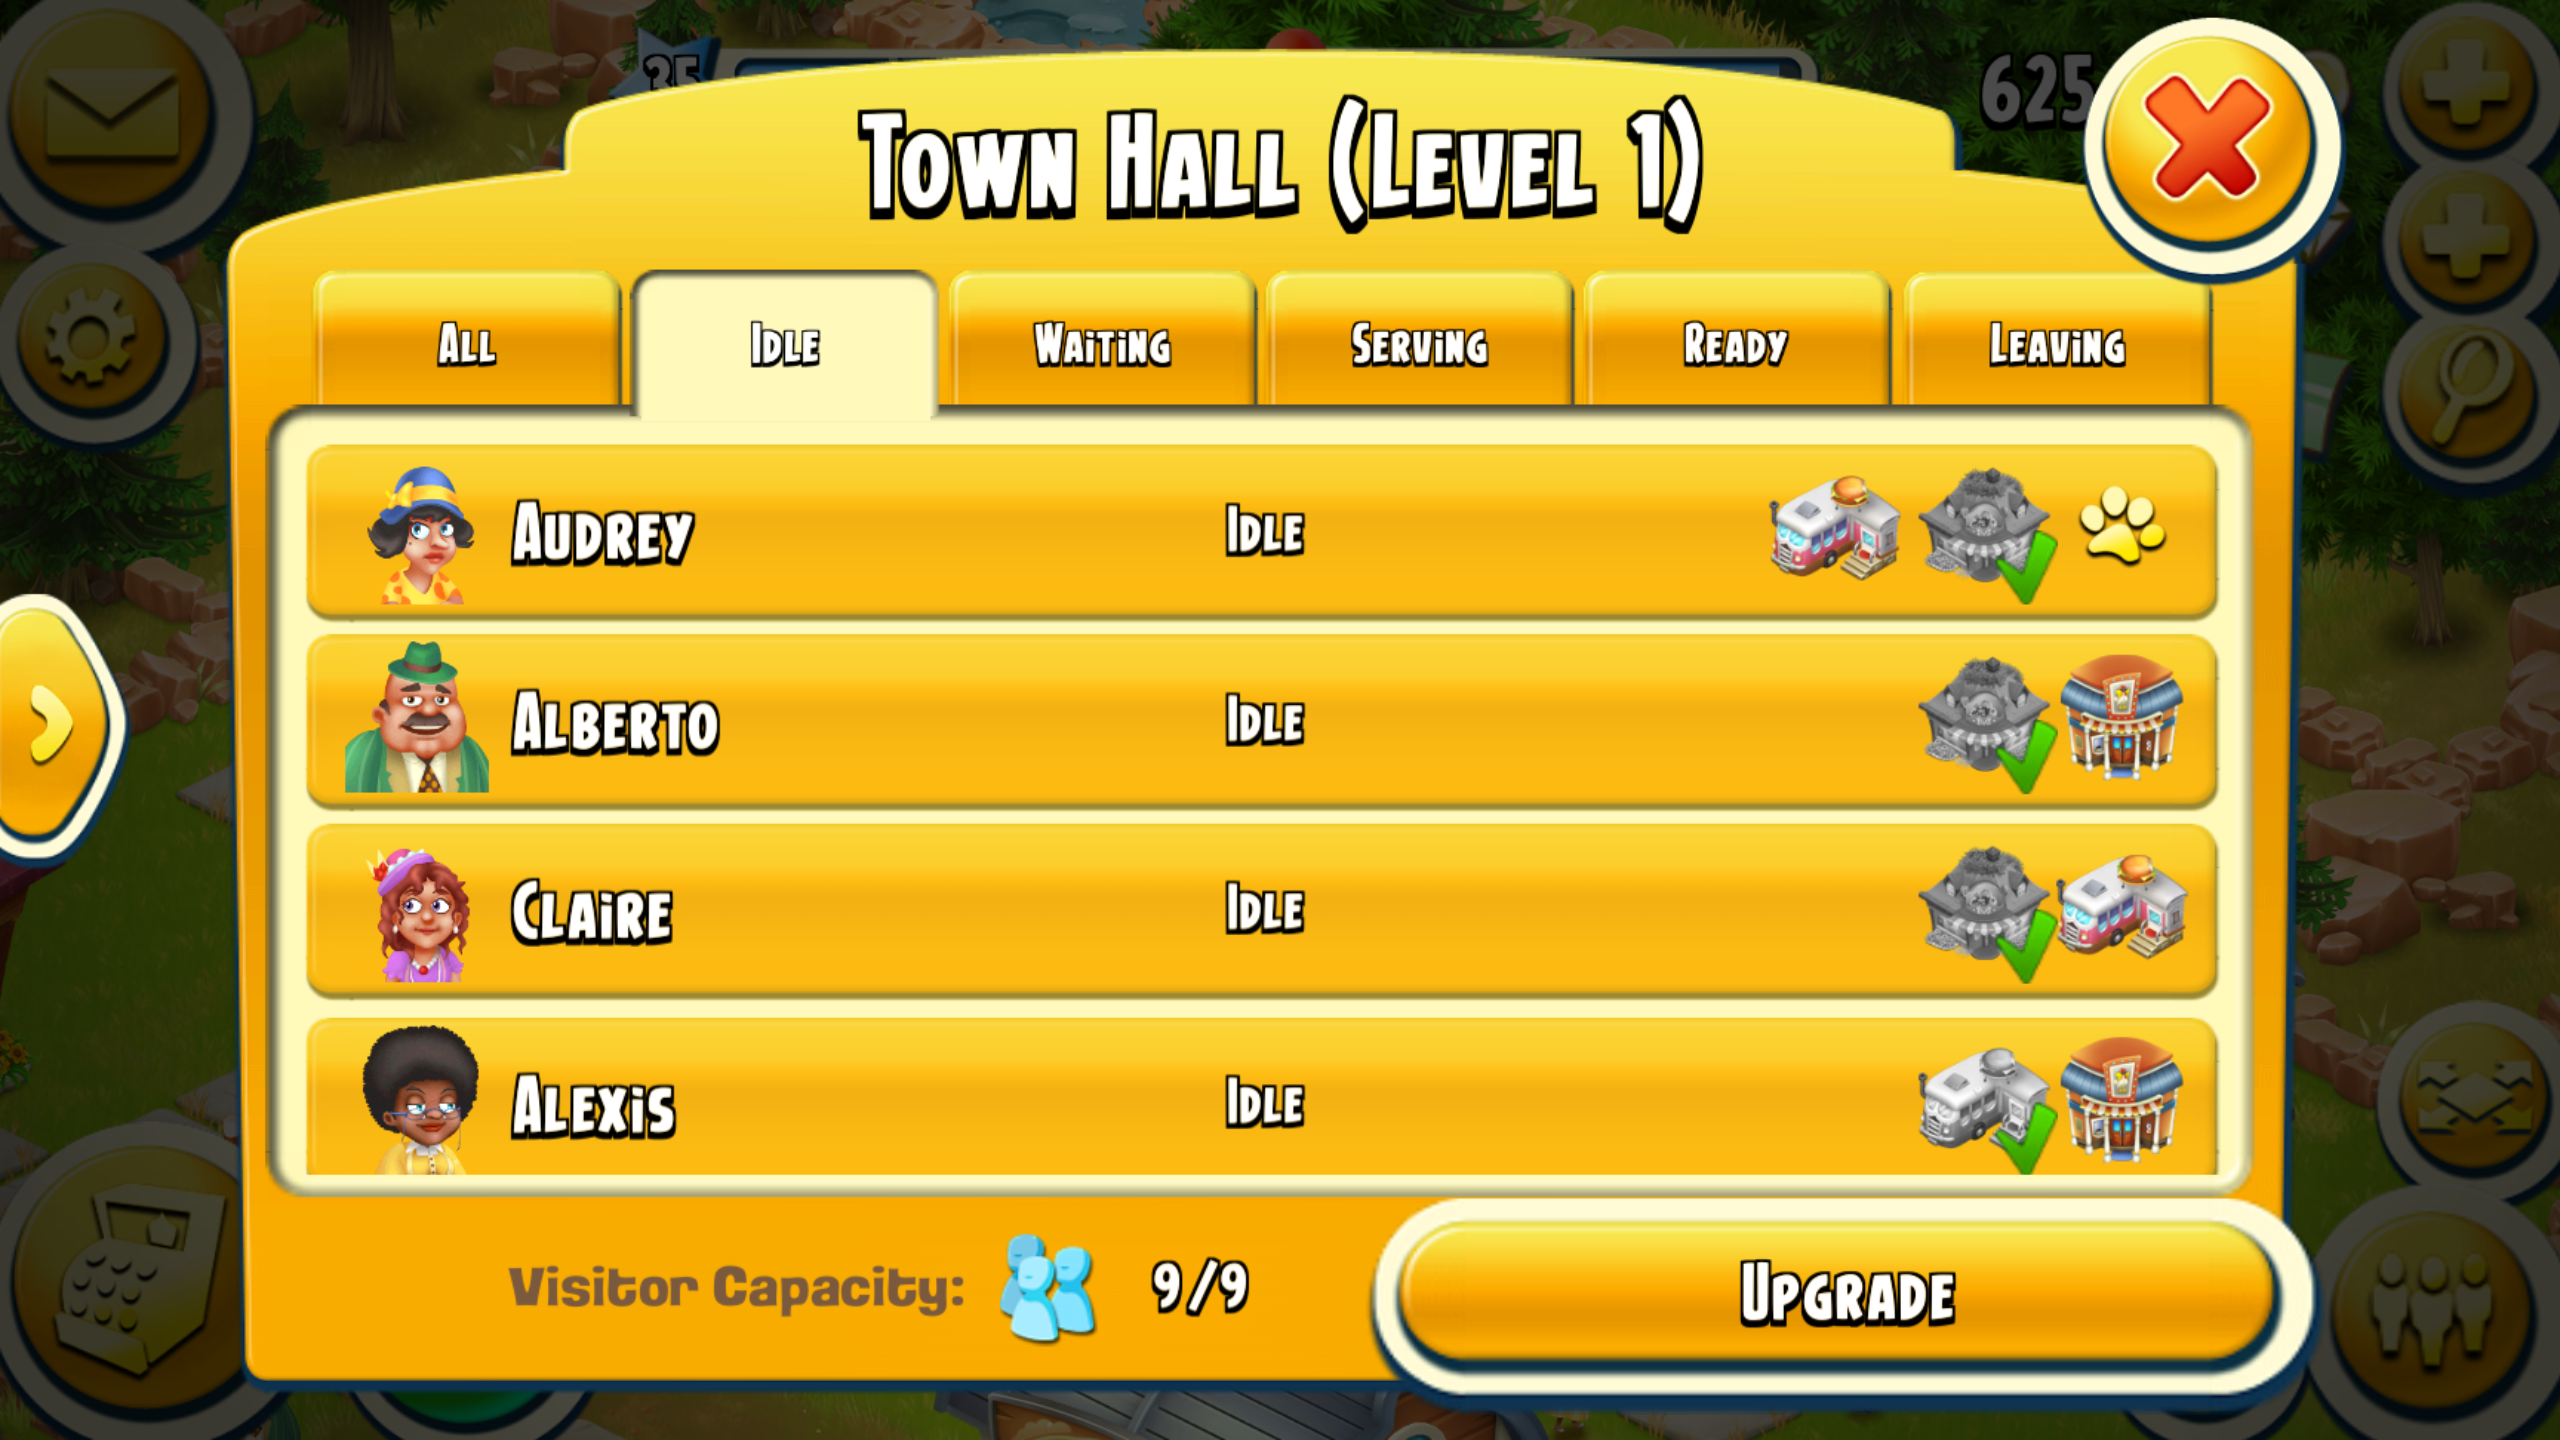 35
625
Town Hall (Level 1)
All
Idle
Waiting
Serving
Ready
Leaving
Audrey
Idle
Alberto
Idle
Claire
Idle
Alexis
Idle
Visitor Capacity:
9/9
Upgrade